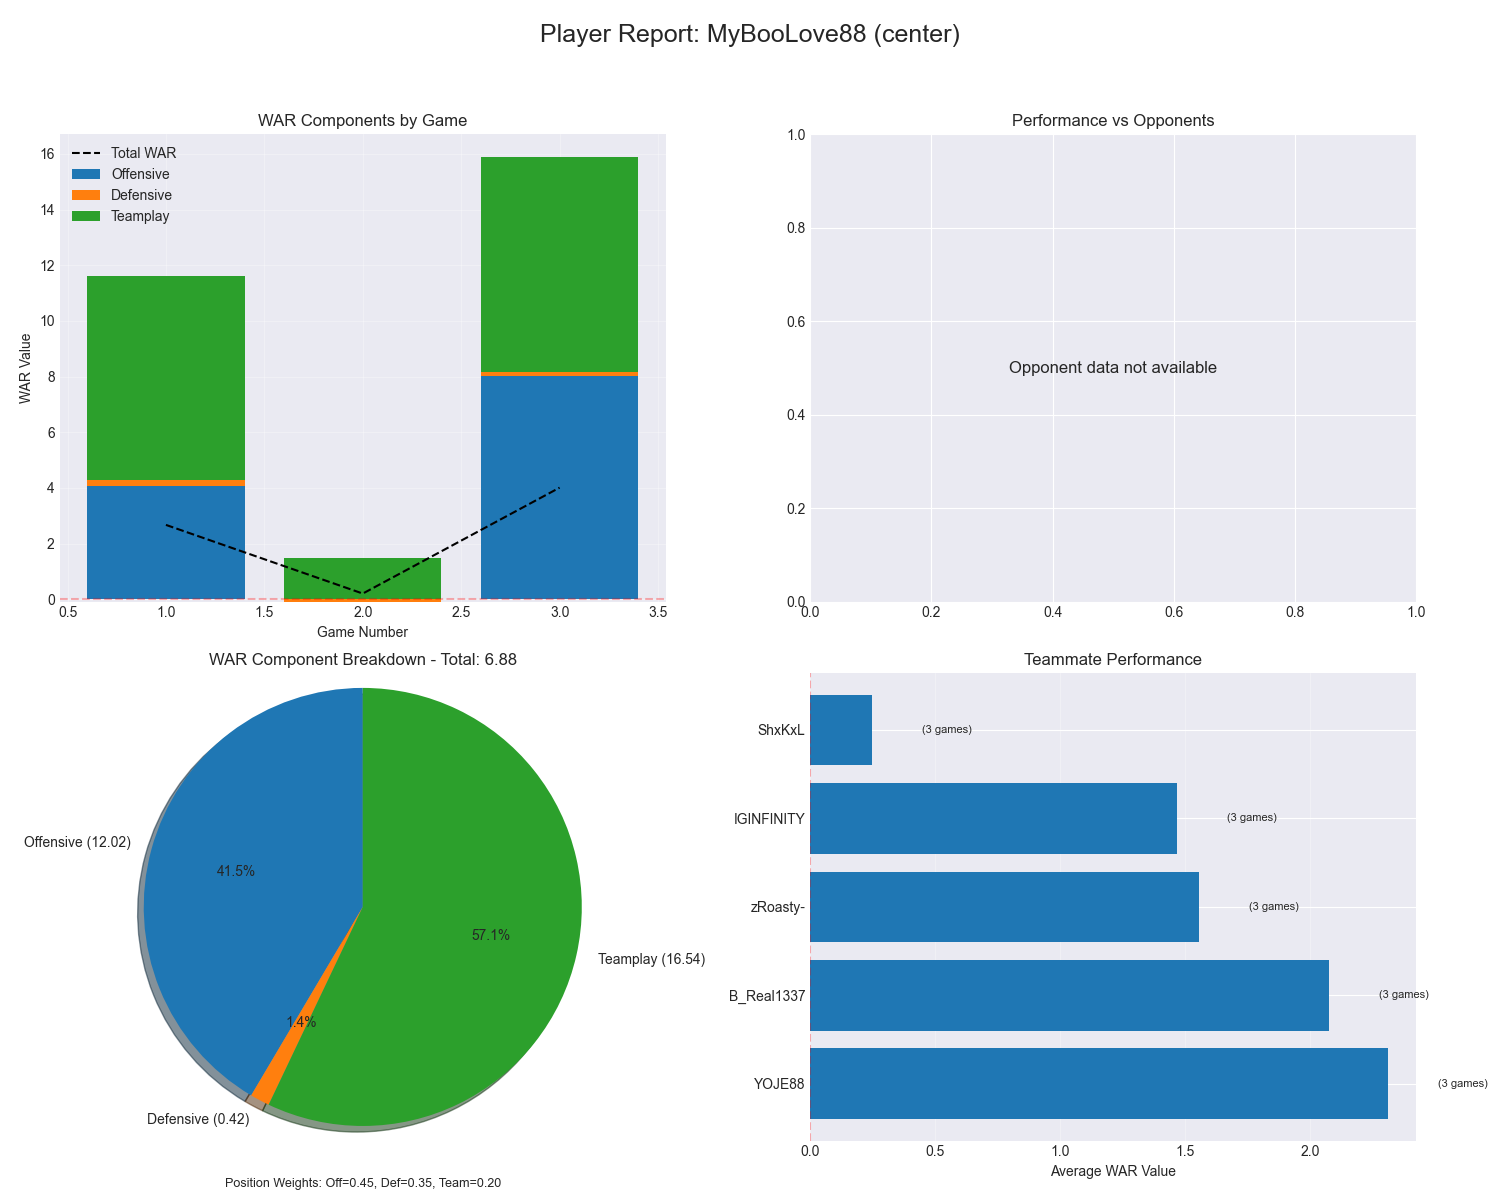 Player Report: MyBooLove88 (center)
WAR Components by Game
Total WAR
Offensive
Defensive
Teamplay
WAR Value
16
14
12
10
8
6
4
2
0
0.5 1.0 1.5 2.0 2.5 3.0 3.5
Game Number
Performance vs Opponents
1.0
0.8
0.6
0.4
0.2
0.0
Opponent data not available
0.0 0.2 0.4 0.6 0.8 1.0
WAR Component Breakdown - Total: 6.88
Offensive (12.02)
41.5%
57.1%
Teamplay (16.54)
1.4%
Defensive (0.42)
Position Weights: Off=0.45, Def=0.35, Team=0.20
Teammate Performance
ShxKxL (3 games)
IGINFINITY (3 games)
zRoasty- (3 games)
B_Real1337 (3 games)
YOJE88 (3 games)
0.0 0.5 1.0 1.5 2.0
Average WAR Value